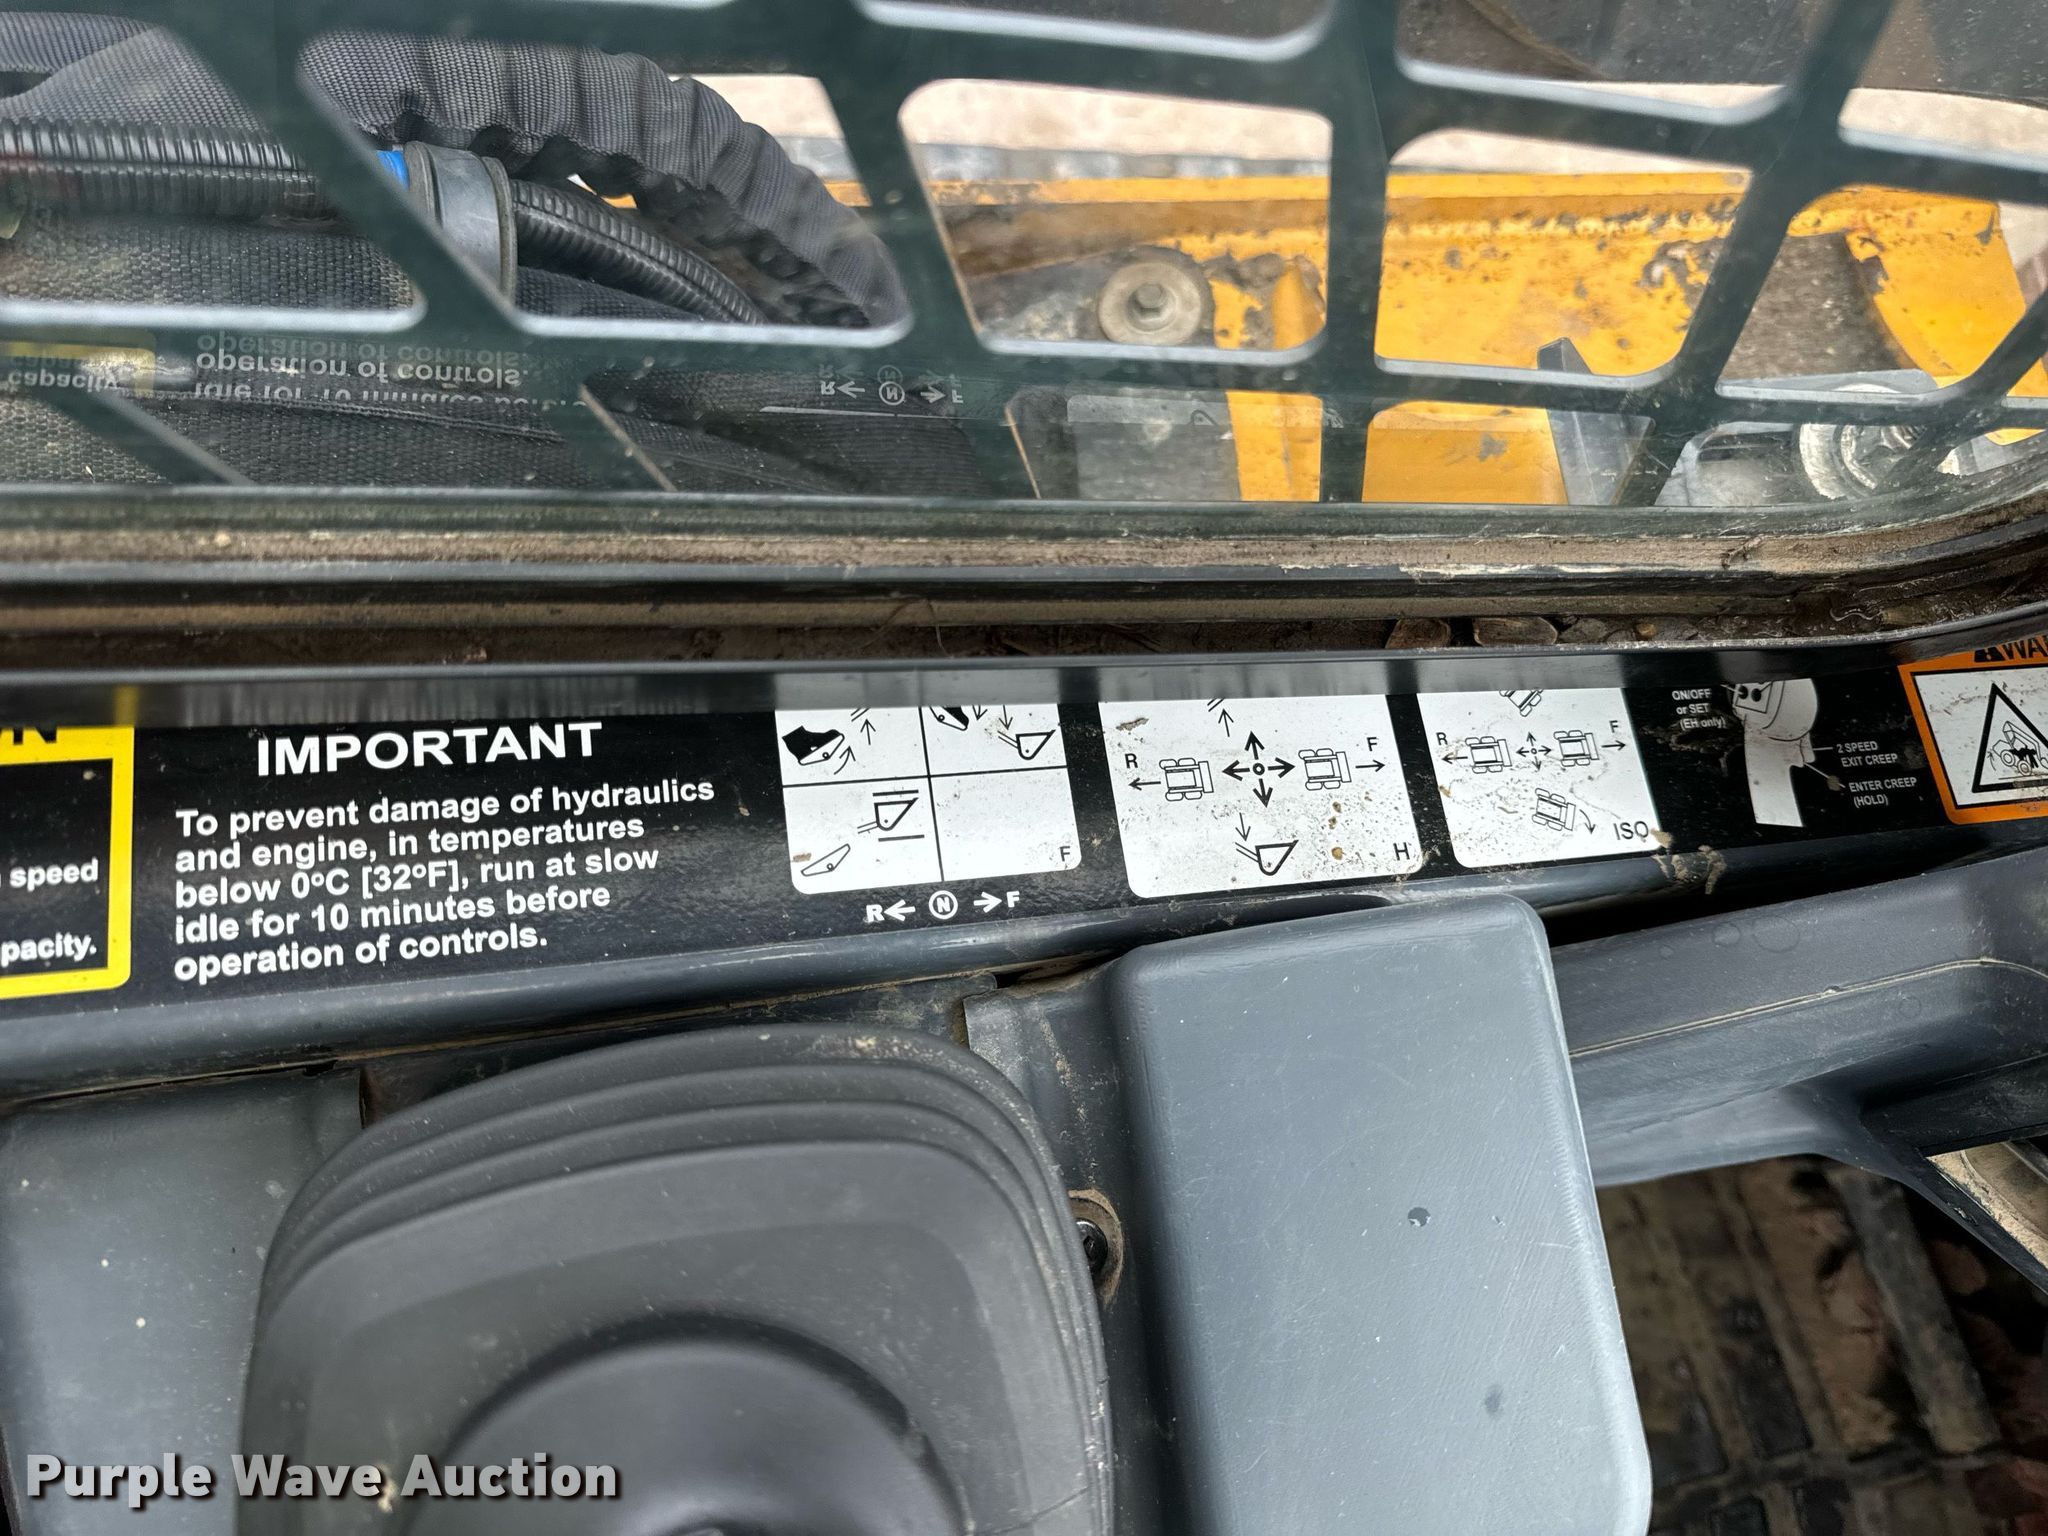 speed
pacity.
IMPORTANT
To prevent damage of hydraulics
and engine, in temperatures
below 0ºC [32ºF], run at slow
idle for 10 minutes before
operation of controls.
F
R N F
R F
H
R F
ISO
ON/OFF
or SET
(EH only)
2 SPEED
EXIT CREEP
ENTER CREEP
(HOLD)
Purple Wave Auction